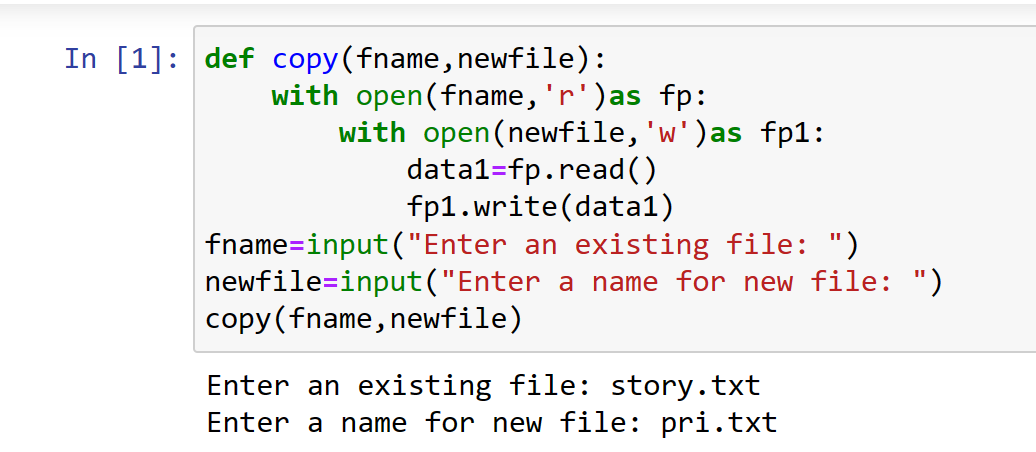 In [1]: def copy(fname,newfile):
    with open(fname,'r')as fp:
        with open(newfile,'w')as fp1:
            data1=fp.read()
            fp1.write(data1)
fname=input("Enter an existing file: ")
newfile=input("Enter a name for new file: ")
copy(fname,newfile)
Enter an existing file: story.txt
Enter a name for new file: pri.txt